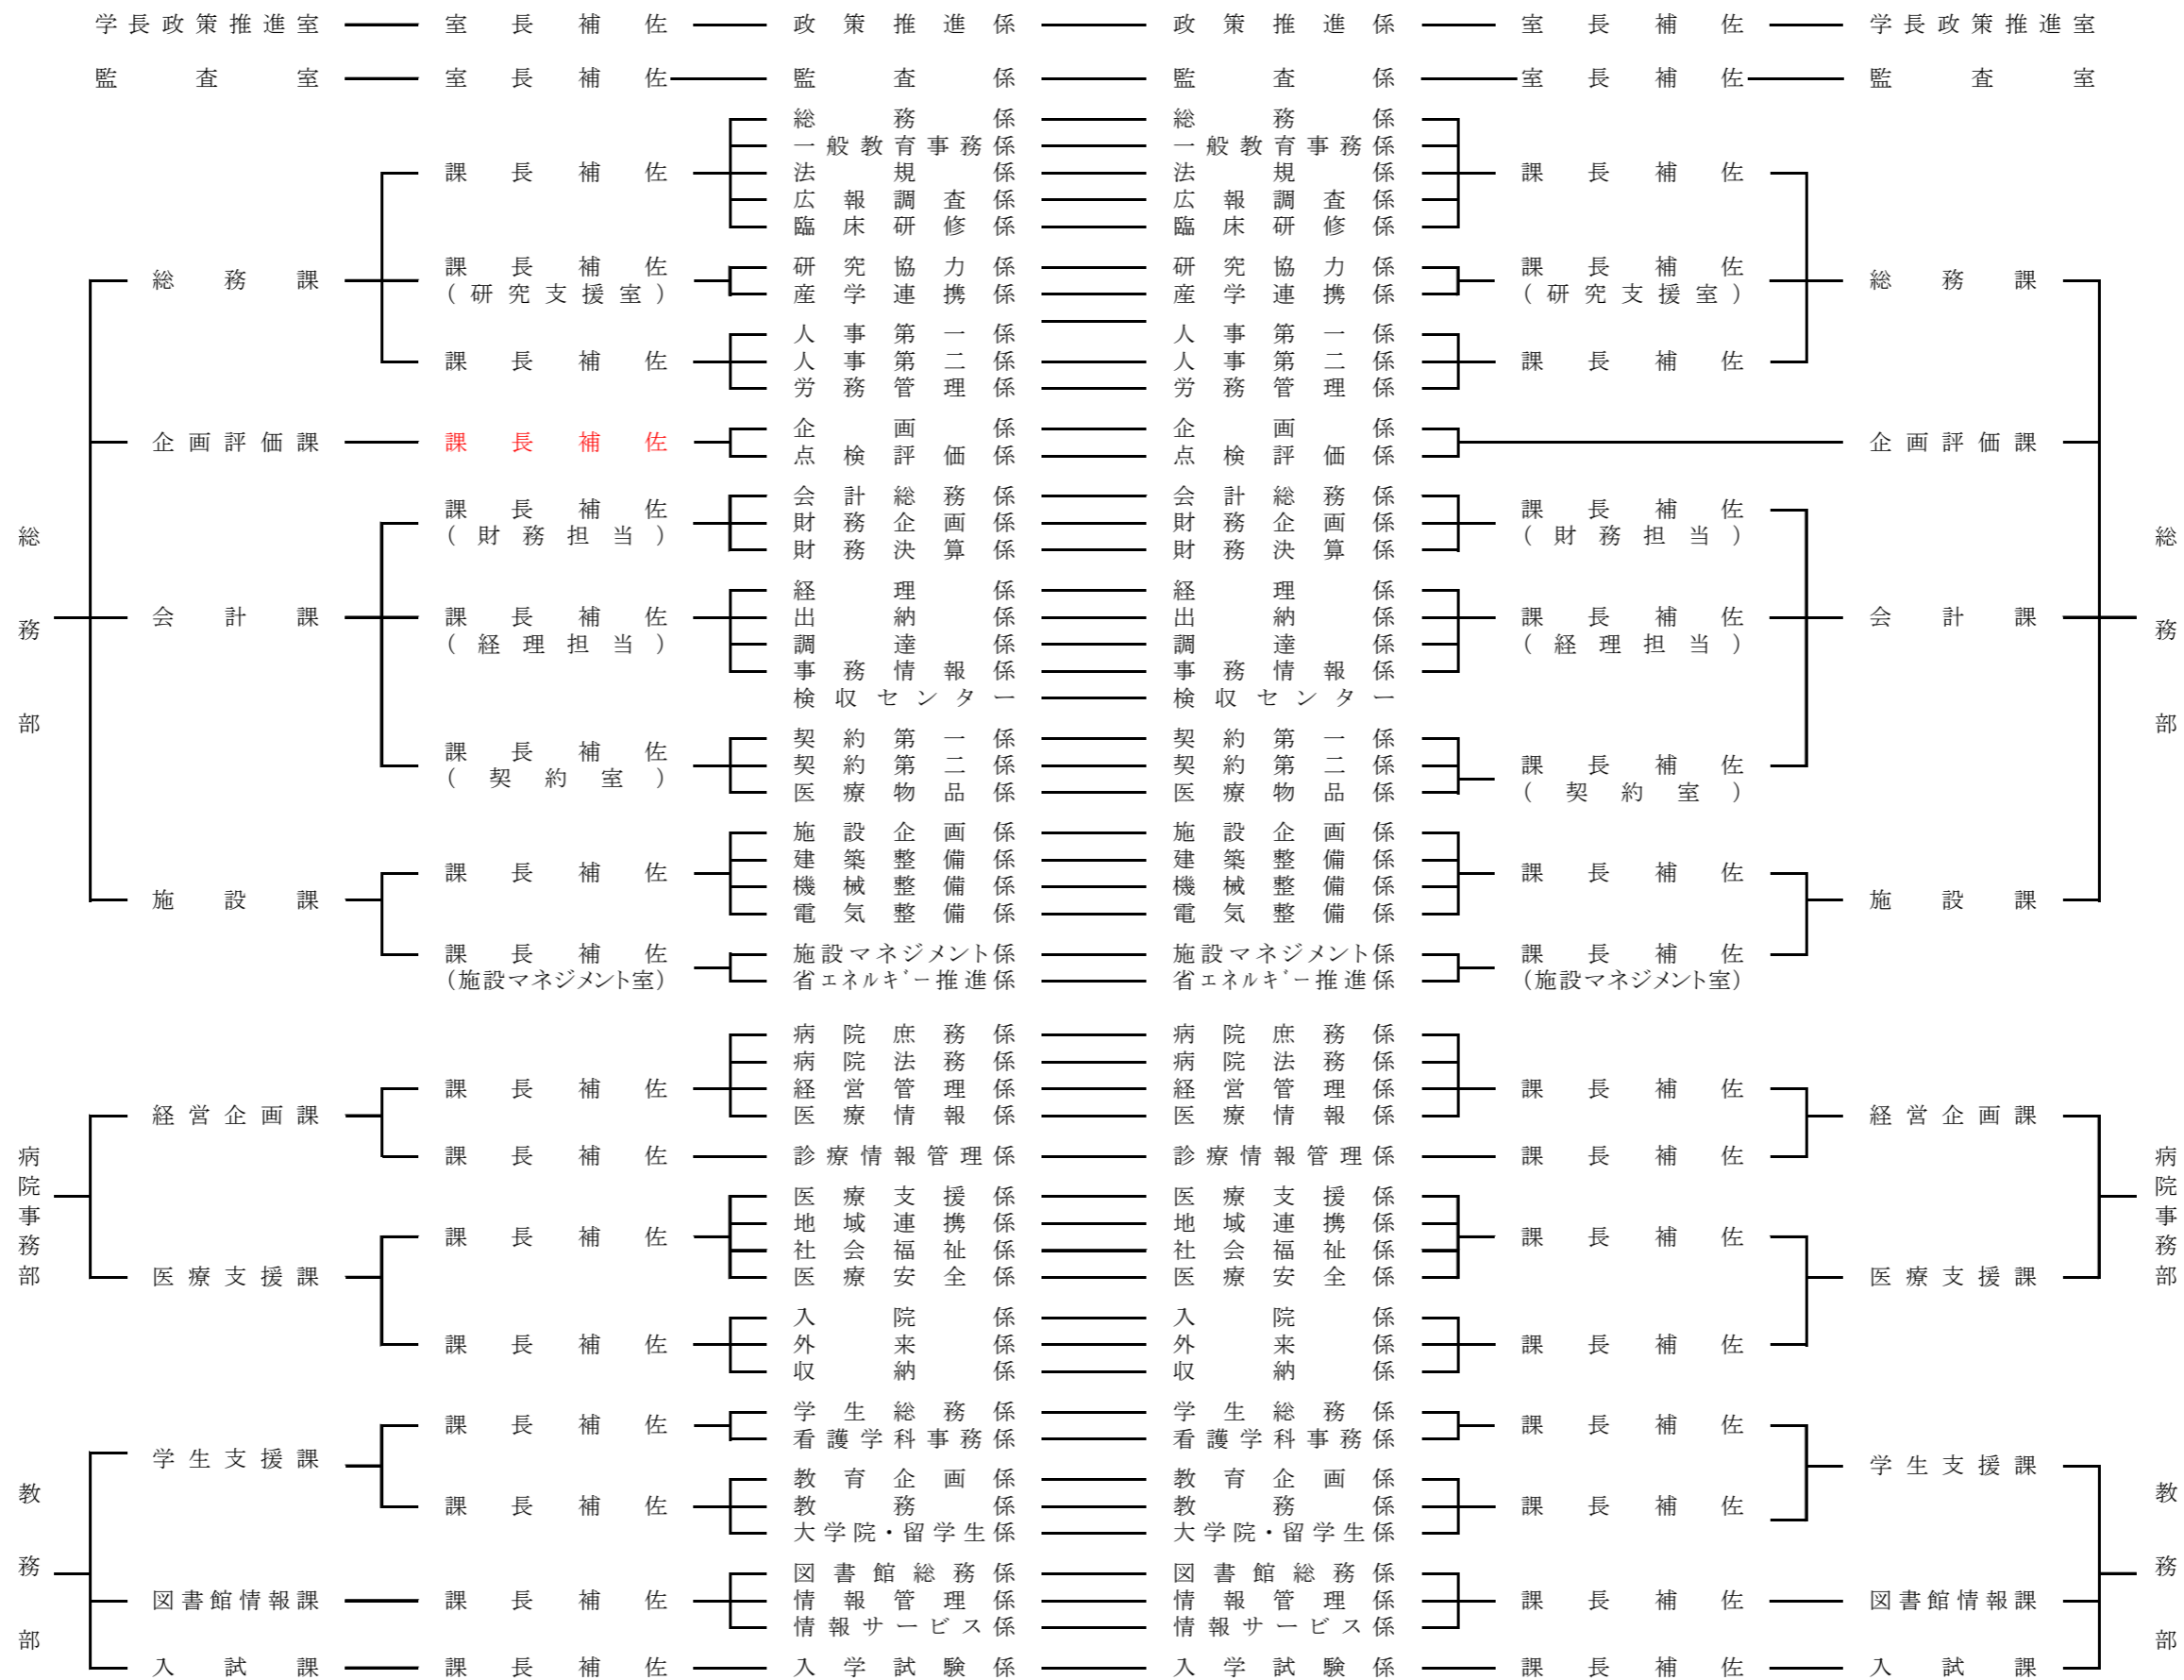 学長政策推進室 室長補佐 政策推進係 政策推進係 室長補佐 学長政策推進室
監査室 室長補佐 監査係 監査係 室長補佐 監査室
総務係 総務係
一般教育事務係 一般教育事務係
課長補佐 法規係 法規係 課長補佐
広報調査係 広報調査係
臨床研修係 臨床研修係
課長補佐 研究協力係 研究協力係 課長補佐
総務課 総務課
(研究支援室) 産学連携係 産学連携係 (研究支援室)
人事第一係 人事第一係
課長補佐 人事第二係 人事第二係 課長補佐
労務管理係 労務管理係
企画係 企画係
企画評価課 課長補佐 企画評価課
点検評価係 点検評価係
会計総務係 会計総務係
課長補佐 課長補佐
財務企画係 財務企画係
(財務担当) (財務担当)
財務決算係 財務決算係
経理係 経理係
総務部 会計課 課長補佐 出納係 出納係 課長補佐 会計課 総務部
(経理担当) 調達係 調達係 (経理担当)
事務情報係 事務情報係
検収センター 検収センター
契約第一係 契約第一係
課長補佐 契約第二係 契約第二係 課長補佐
(契約室) 医療物品係 医療物品係 (契約室)
施設企画係 施設企画係
建築整備係 建築整備係
課長補佐 課長補佐
機械整備係 機械整備係
施設課 施設課
電気整備係 電気整備係
課長補佐 施設マネジメント係 施設マネジメント係 課長補佐
(施設マネジメント室) 省エネルギー推進係 省エネルギー推進係 (施設マネジメント室)
病院庶務係 病院庶務係
病院法務係 病院法務係
課長補佐 経営管理係 経営管理係 課長補佐
経営企画課 医療情報係 医療情報係 経営企画課
課長補佐 診療情報管理係 診療情報管理係 課長補佐
病院事務部 医療支援係 医療支援係 病院事務部
地域連携係 地域連携係
課長補佐 課長補佐
社会福祉係 社会福祉係
医療支援課 医療安全係 医療安全係 医療支援課
入院係 入院係
課長補佐 外来係 外来係 課長補佐
収納係 収納係
学生総務係 学生総務係
課長補佐 課長補佐
看護学科事務係 看護学科事務係
学生支援課 学生支援課
教育企画係 教育企画係
課長補佐 教務係 教務係 課長補佐
大学院・留学生係 大学院・留学生係
教務部 図書館総務係 図書館総務係 教務部
図書館情報課 課長補佐 情報管理係 情報管理係 課長補佐 図書館情報課
情報サービス係 情報サービス係
入試課 課長補佐 入学試験係 入学試験係 課長補佐 入試課